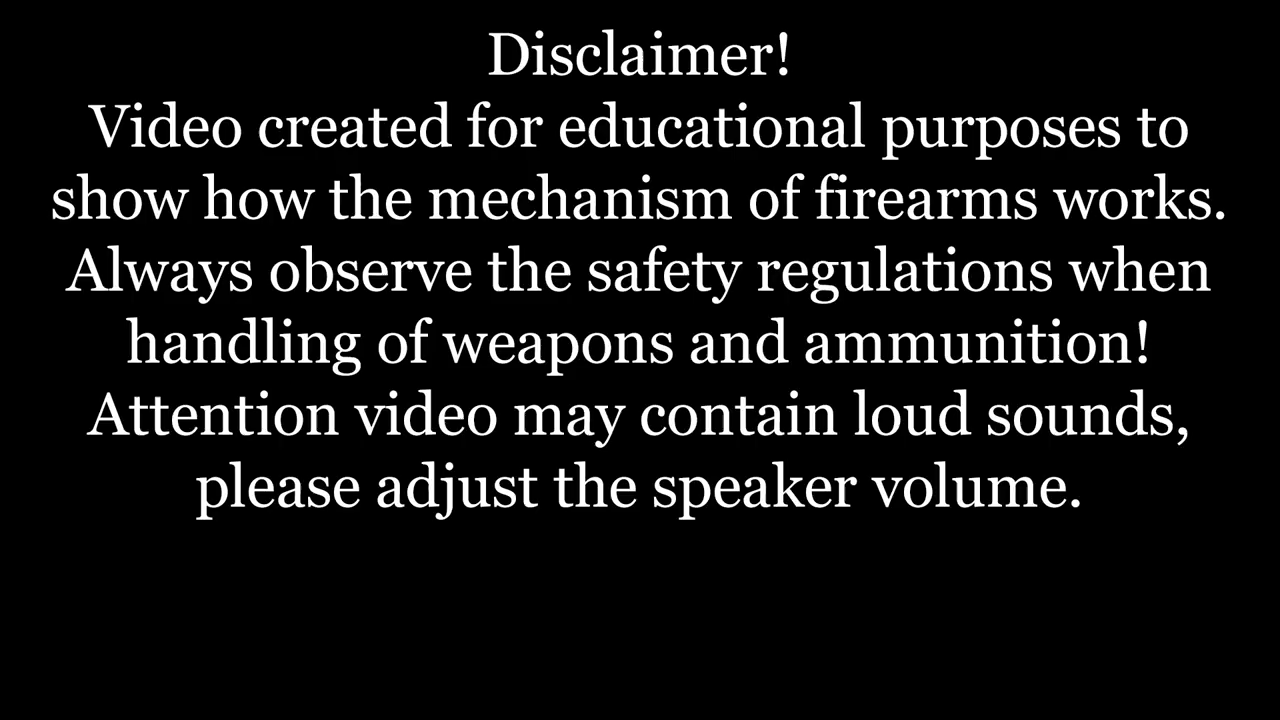 Disclaimer!
Video created for educational purposes to
show how the mechanism of firearms works.
Always observe the safety regulations when
handling of weapons and ammunition!
Attention video may contain loud sounds,
please adjust the speaker volume.